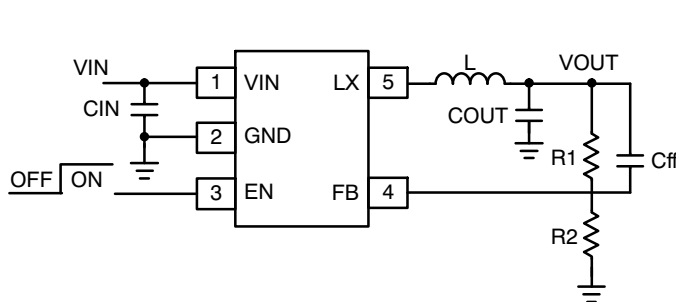 L
VOUT
VIN
1
VIN
LX
5
CIN
COUT
2
GND
R1
Cff
OFF
ON
3
EN
FB
4
R2